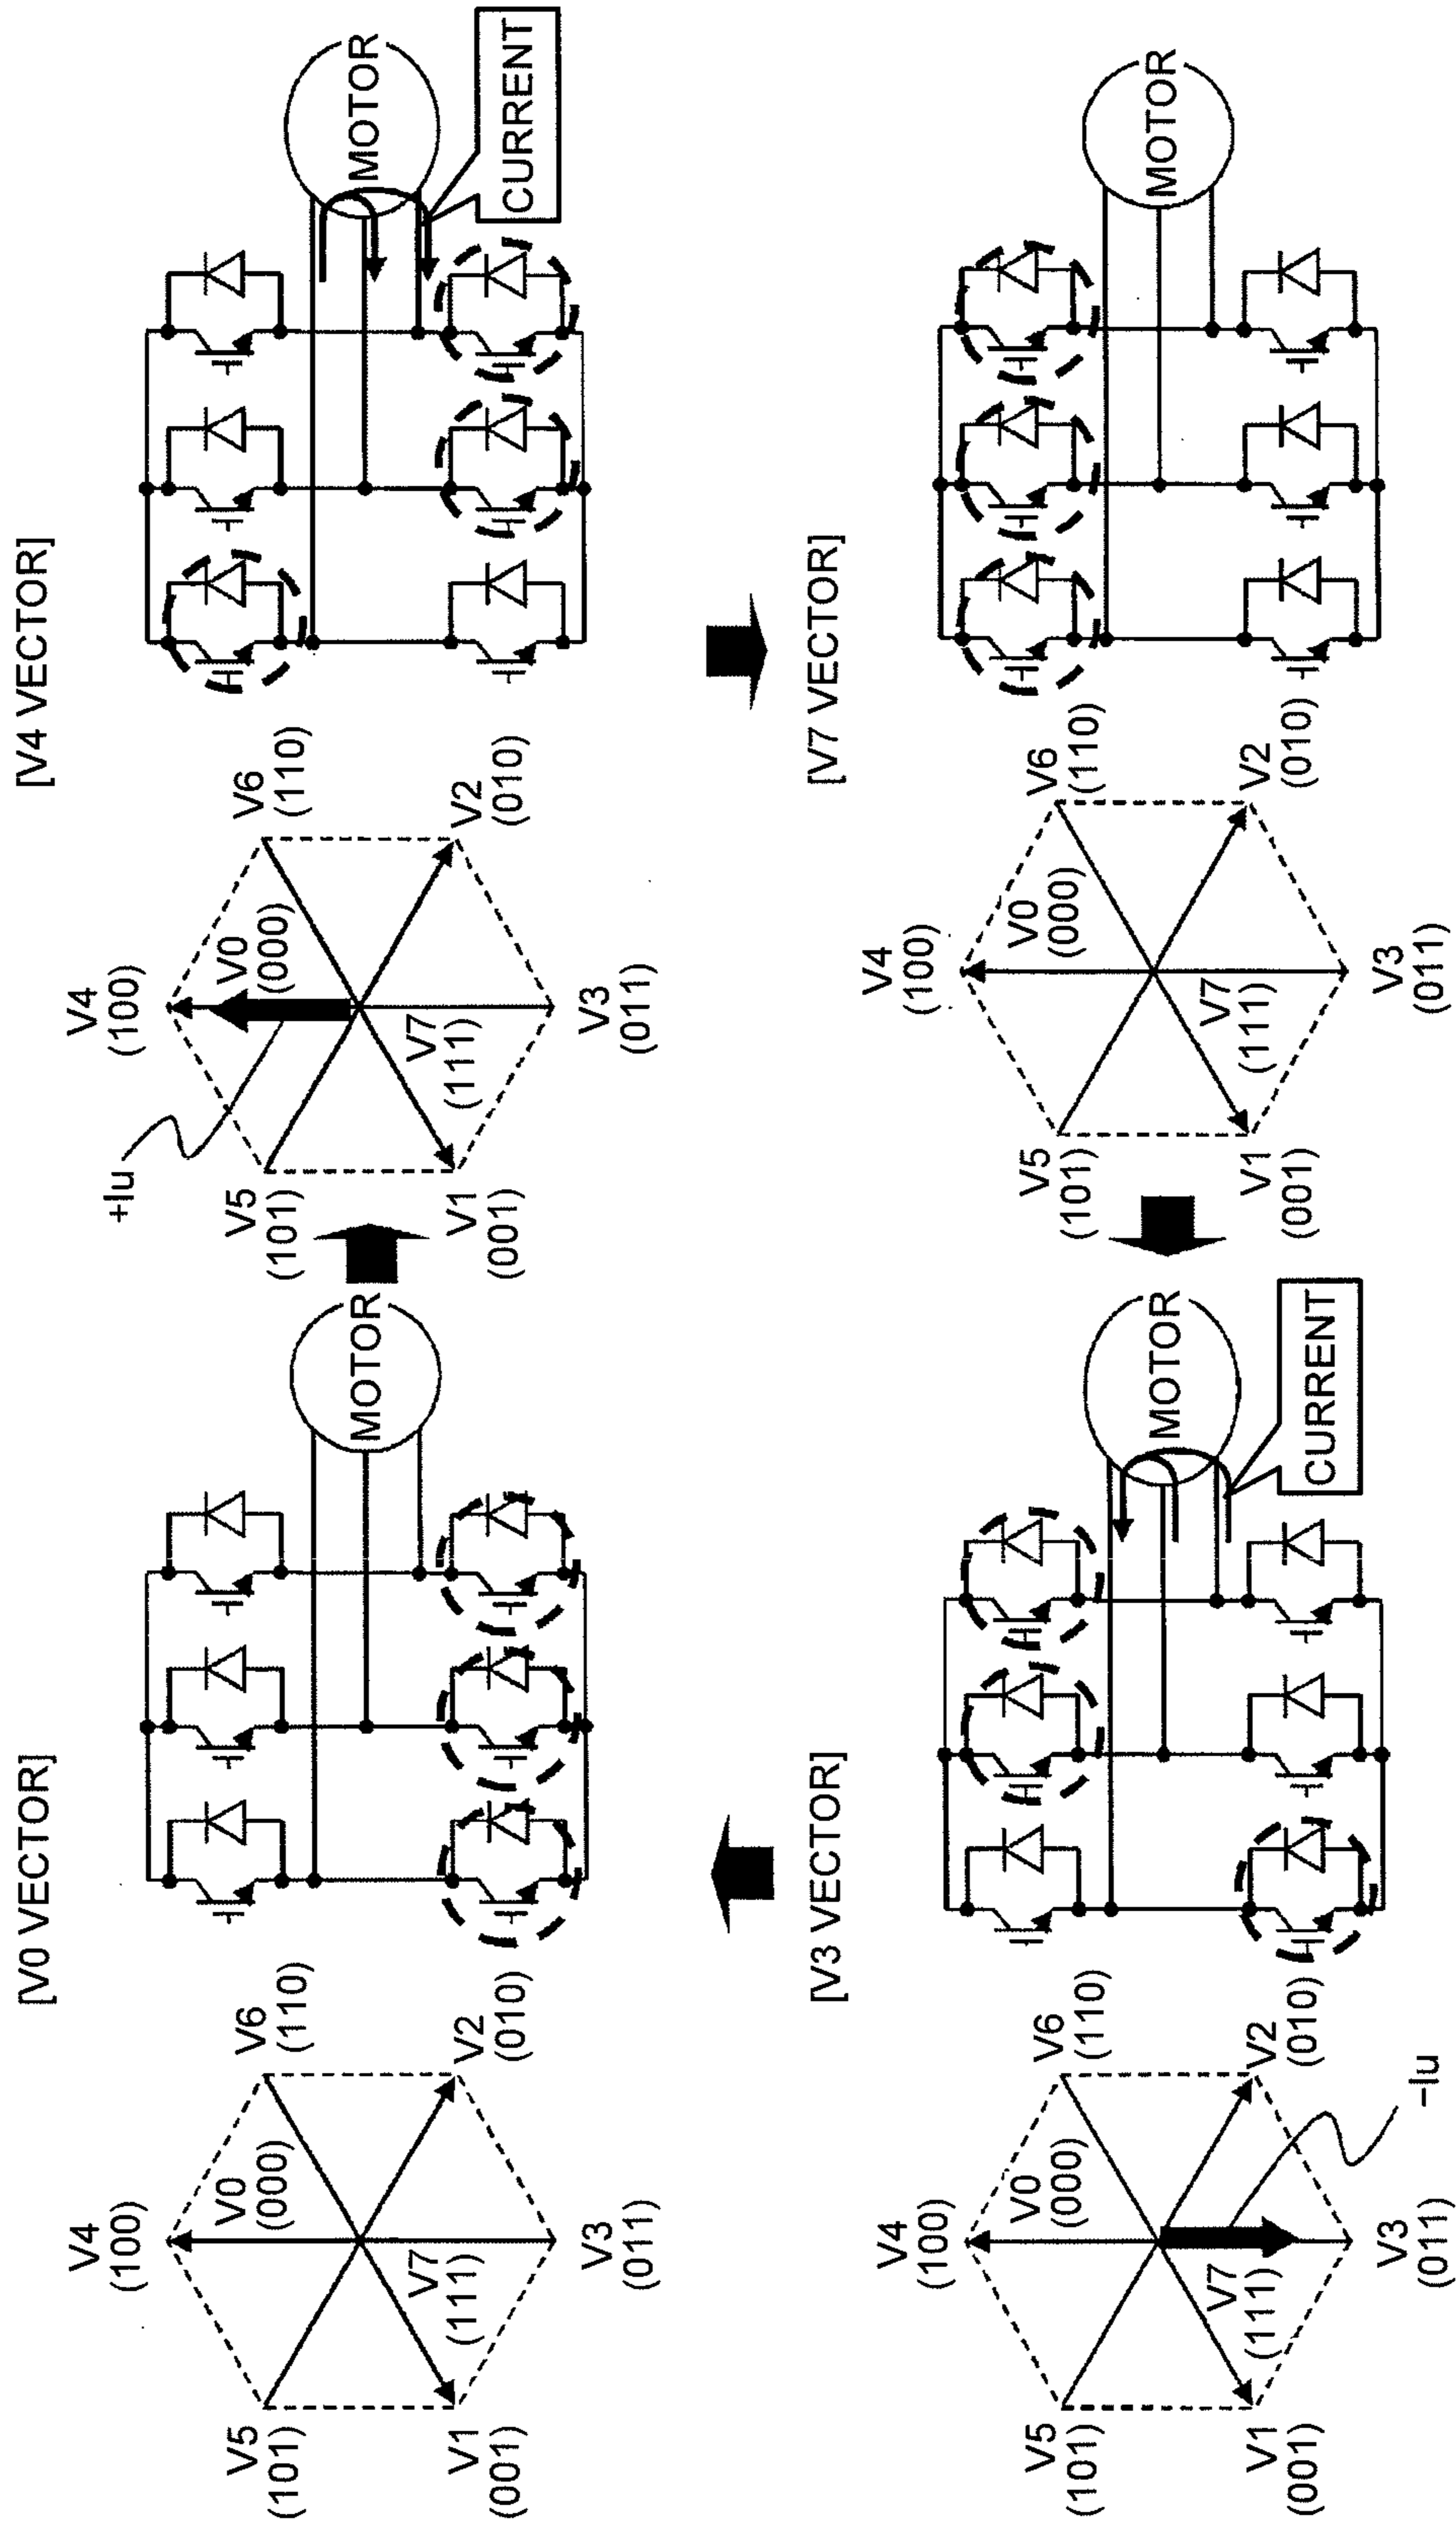 [V0 VECTOR]
V4
(100)
V5
(101)
V0
(000)
V6
(110)
V7
(111)
V1
(001)
V2
(010)
V3
(011)
MOTOR
[V4 VECTOR]
+Iu
V4
(100)
V5
(101)
V0
(000)
V6
(110)
V7
(111)
V1
(001)
V2
(010)
V3
(011)
MOTOR
CURRENT
[V3 VECTOR]
V4
(100)
V5
(101)
V0
(000)
V6
(110)
V7
(111)
V1
(001)
V2
(010)
V3
(011)
−Iu
MOTOR
CURRENT
[V7 VECTOR]
V4
(100)
V5
(101)
V0
(000)
V6
(110)
V7
(111)
V1
(001)
V2
(010)
V3
(011)
MOTOR